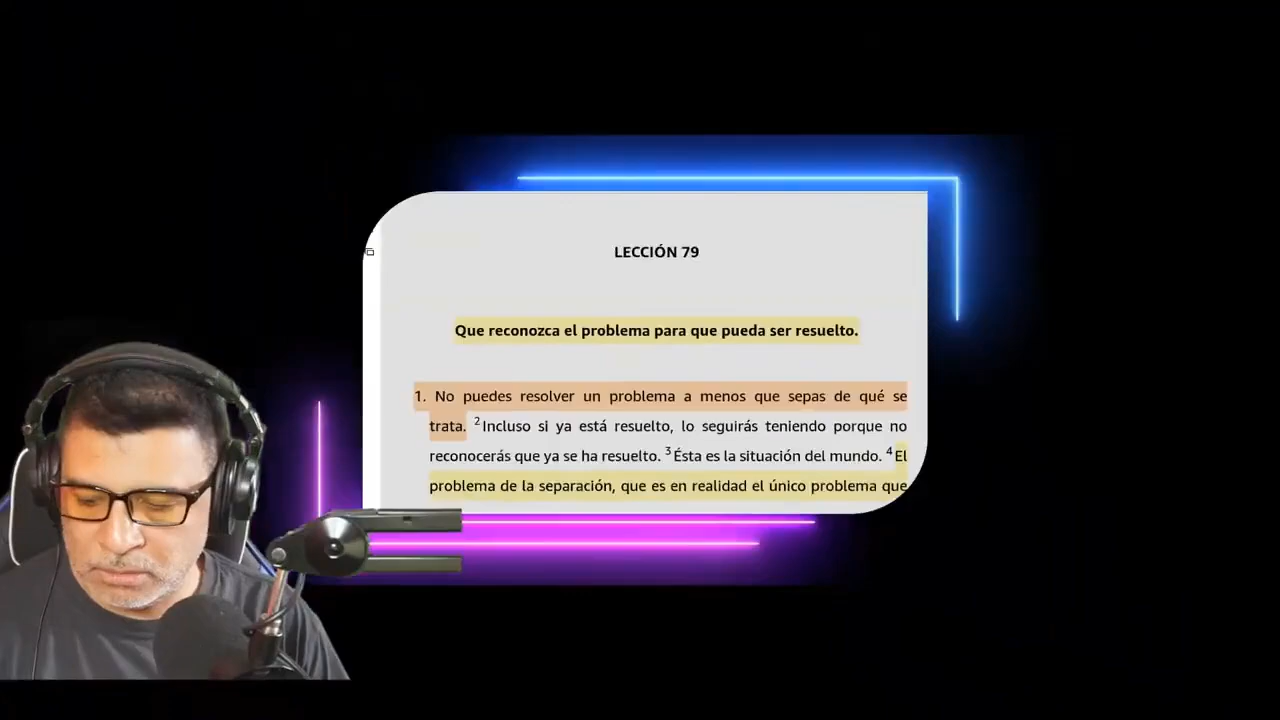 LECCIÓN 79
Que reconozca el problema para que pueda ser resuelto.
1. No puedes resolver un problema a menos que sepas de qué se
trata. ²Incluso si ya está resuelto, lo seguirás teniendo porque no
reconocerás que ya se ha resuelto. ³Ésta es la situación del mundo. ⁴El
problema de la separación, que es en realidad el único problema que